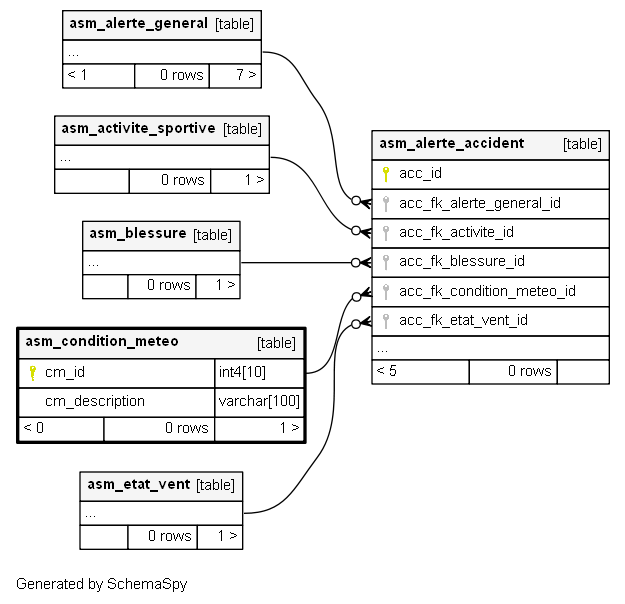 asm_alerte_general [table]
...
< 1 0 rows 7 >
asm_activite_sportive [table]
...
0 rows 1 >
asm_blessure [table]
...
0 rows 1 >
asm_condition_meteo [table]
cm_id int4[10]
cm_description varchar[100]
< 0 0 rows 1 >
asm_etat_vent [table]
...
0 rows 1 >
asm_alerte_accident [table]
acc_id
acc_fk_alerte_general_id
acc_fk_activite_id
acc_fk_blessure_id
acc_fk_condition_meteo_id
acc_fk_etat_vent_id
...
< 5 0 rows
Generated by SchemaSpy